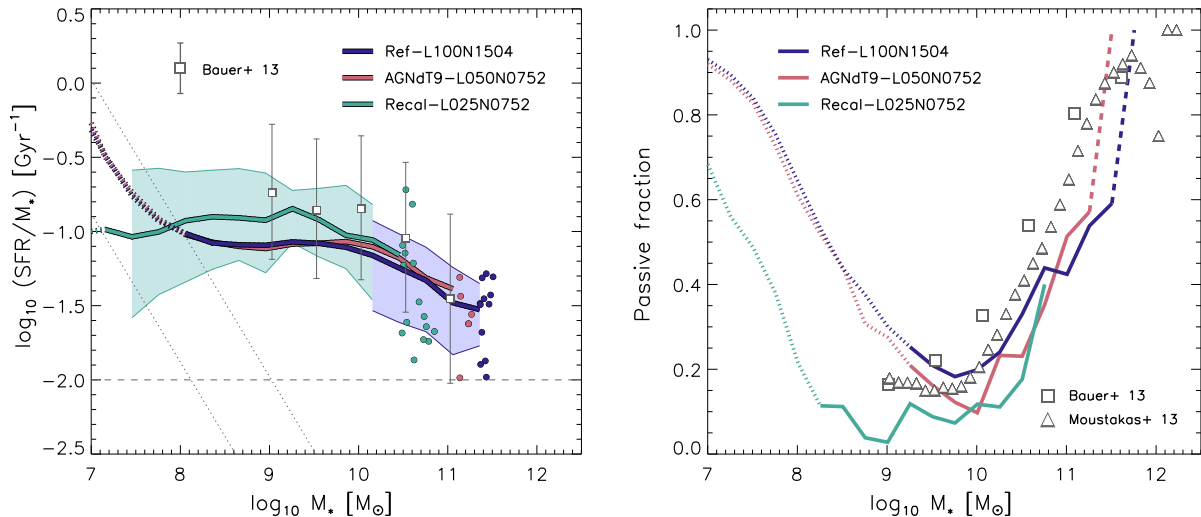 0.5
0.0
-0.5
-1.0
-1.5
-2.0
-2.5
log₁₀ (SFR/M*) [Gyr⁻¹]
Bauer+ 13
Ref-L100N1504
AGNdT9-L050N0752
Recal-L025N0752
7 8 9 10 11 12
log₁₀ M* [M⊙]
1.0
0.8
0.6
0.4
0.2
0.0
Passive fraction
Ref-L100N1504
AGNdT9-L050N0752
Recal-L025N0752
Bauer+ 13
Moustakas+ 13
7 8 9 10 11 12
log₁₀ M* [M⊙]